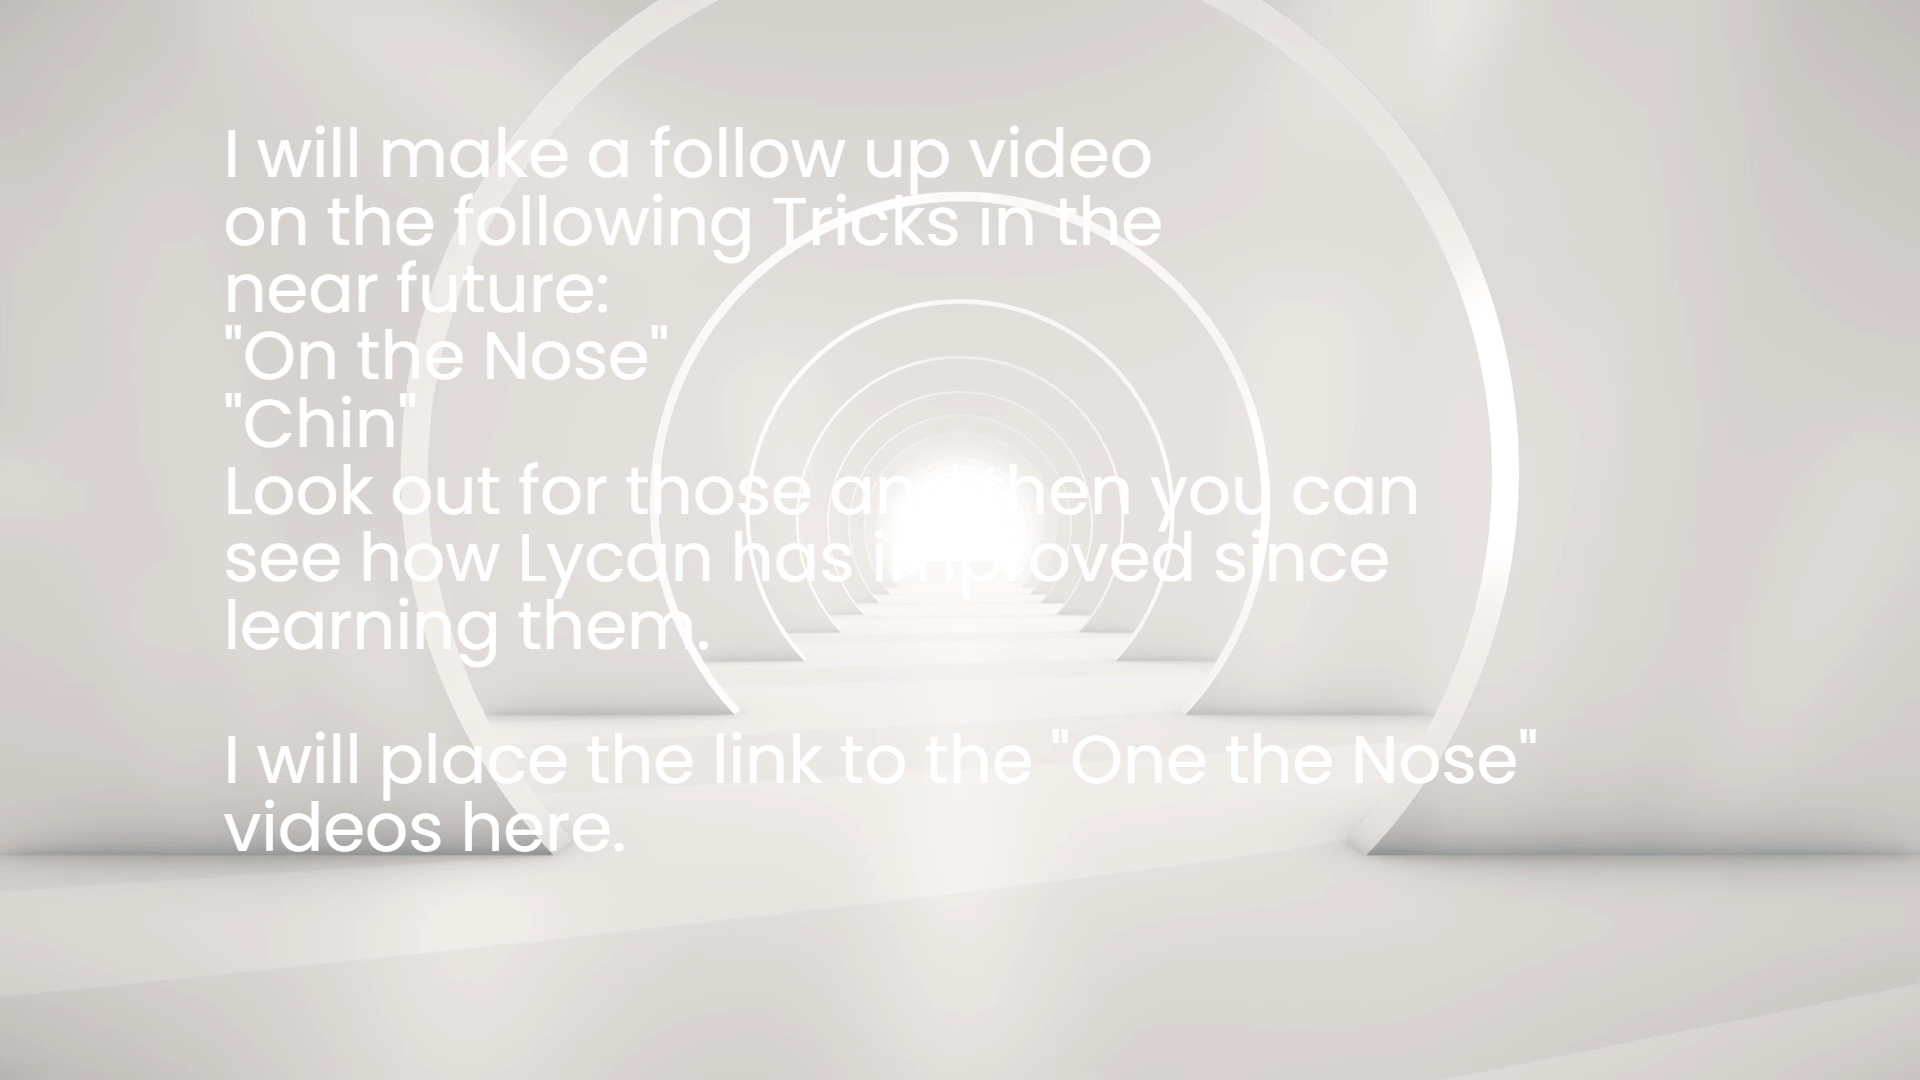 I will make a follow up video
on the following Tricks in the
near future:
"On the Nose"
"Chin"
Look out for those and then you can
see how Lycan has improved since
learning them.
I will place the link to the "One the Nose"
videos here.